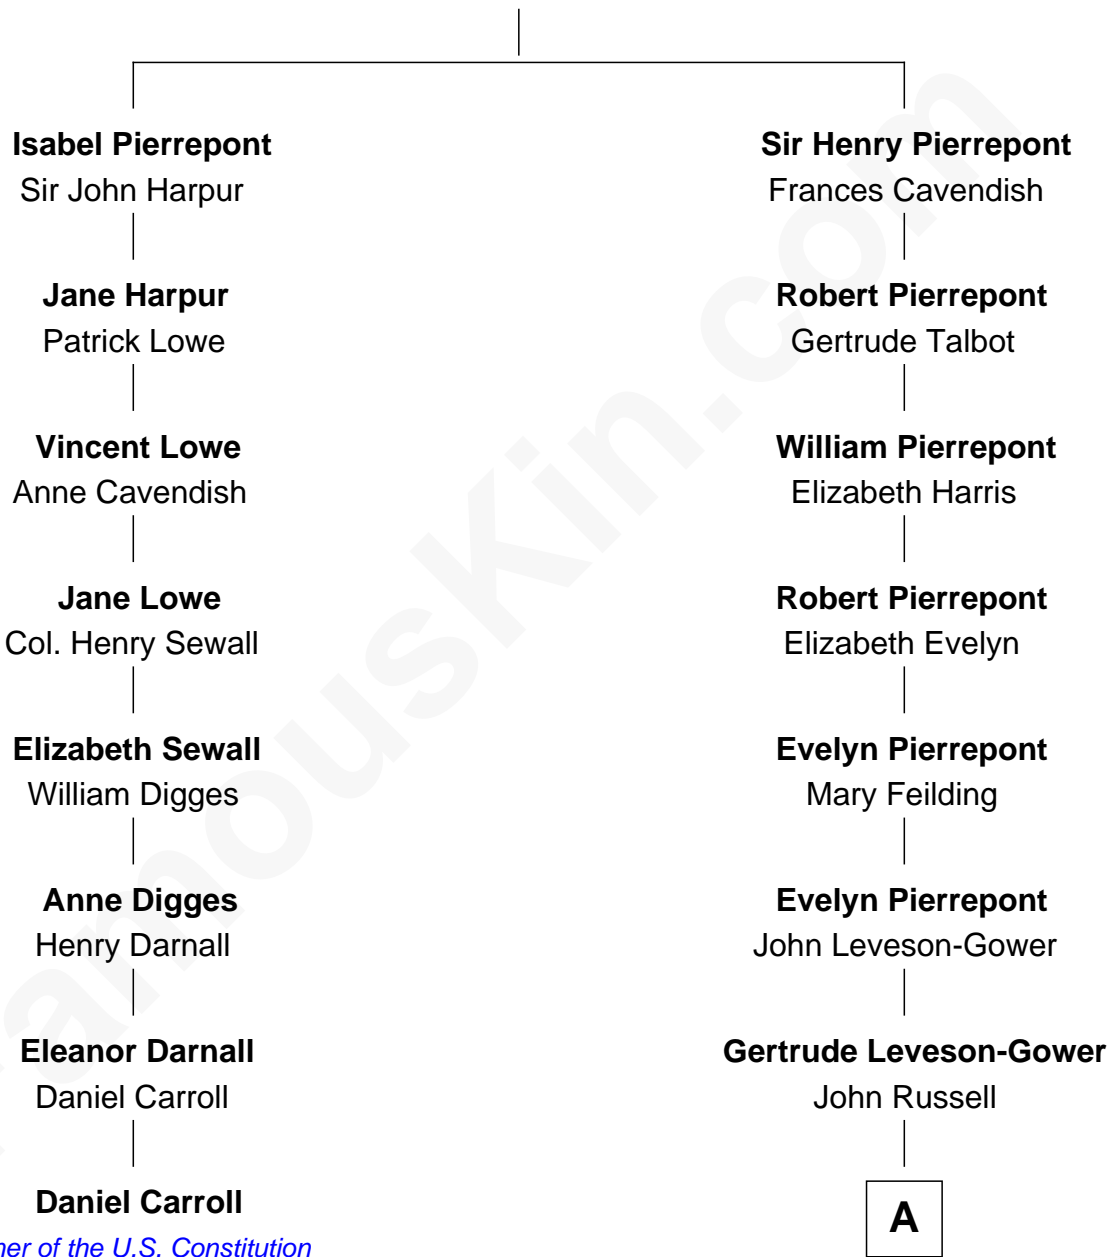 Isabel Pierrepont
Sir John Harpur
Jane Harpur
Patrick Lowe
Vincent Lowe
Anne Cavendish
Jane Lowe
Col. Henry Sewall
Elizabeth Sewall
William Digges
Anne Digges
Henry Darnall
Eleanor Darnall
Daniel Carroll
Daniel Carroll
of the U.S. Constitution
Sir Henry Pierrepont
Frances Cavendish
Robert Pierrepont
Gertrude Talbot
William Pierrepont
Elizabeth Harris
Robert Pierrepont
Elizabeth Evelyn
Evelyn Pierrepont
Mary Feilding
Evelyn Pierrepont
John Leveson-Gower
Gertrude Leveson-Gower
John Russell
A
famousKin.com